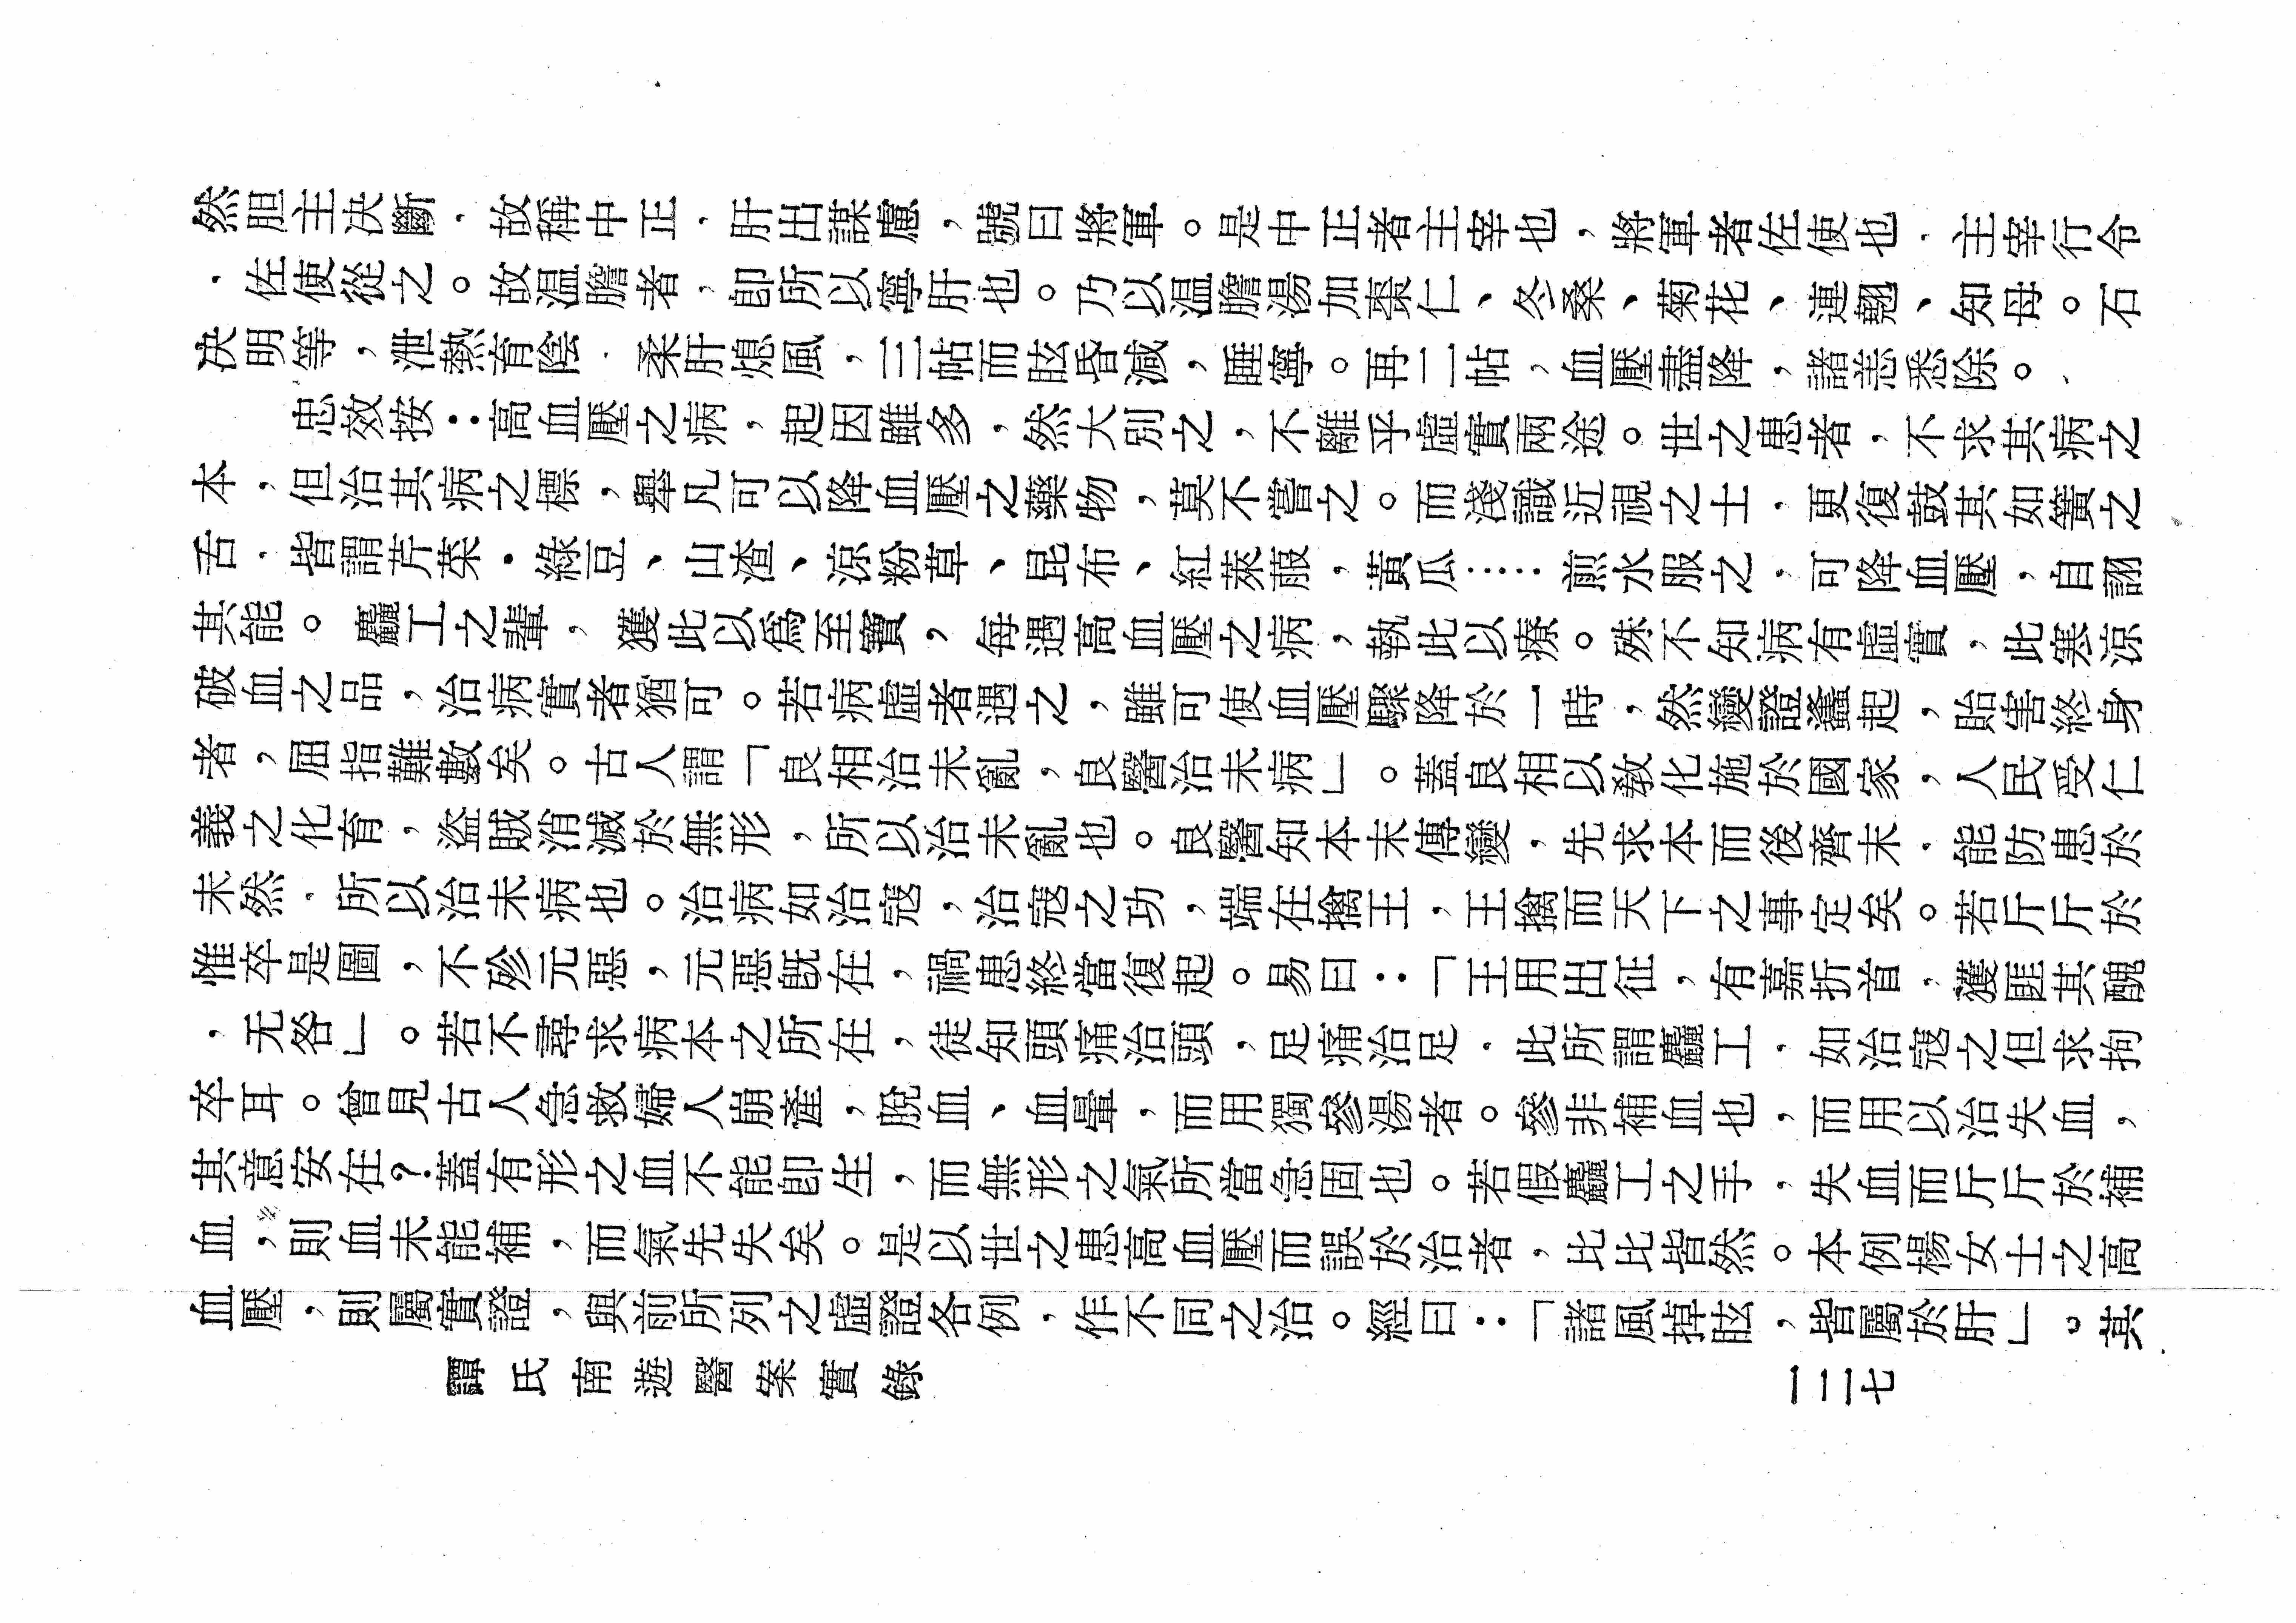 然胆主決斷，故稱中正，肝出謀慮，號曰將軍。是中正者主宰也，將軍者佐使也，主宰行令
，佐使從之。故温膽者，卽所以寧肝也。乃以温膽湯加棗仁、冬桑、菊花、連翹、知母。石
決明等，泄熱育陰，柔肝熄風，三帖而眩昏減，睡寧。再二帖，血壓盡降，諸恙悉除。
忠效按：高血壓之病，起因雖多，然大別之，不離乎虛實兩途。世之患者，不求其病之
本，但治其病之標，舉凡可以降血壓之藥物，莫不嘗之。而淺識近視之士，更復鼓其如簧之
舌，皆謂芹菜・綠豆、山渣、涼粉草、昆布、紅萊菔，黃瓜……煎水服之，可降血壓，自詡
其能。麤工之輩，獲此以爲至寶，每遇高血壓之病，執此以療。殊不知病有虛實，此寒涼
破血之品，治病實者猶可。若病虛者遇之，雖可使血壓驟降於一時，然變證蠭起，貽害終身
者，屈指難數矣。古人謂「良相治未亂，良醫治未病」。蓋良相以敎化施於國家，人民受仁
義之化育，盜賊消滅於無形，所以治未亂也。良醫知本末傳變，先求本而後齊末，能防患於
未然，所以治未病也。治病如治寇，治寇之功，端在擒王，王擒而天下之事定矣。若斤斤於
惟卒是圖，不殄元惡，元惡旣在，禍患終當復起。易曰：「王用出征，有嘉折首，獲匪其醜
，无咎」。若不尋求病本之所在，徒知頭痛治頭，足痛治足，此所謂麤工，如治寇之但求拘
卒耳。曾見古人急救婦人崩產，脫血、血暈，而用獨參湯者。參非補血也，而用以治失血，
其意安在？蓋有形之血不能卽生，而無形之氣所當急固也。若假麤工之手，失血而斤斤於補
血，則血未能補，而氣先失矣。是以世之患高血壓而誤於治者，比比皆然。本例楊女士之高
血壓，則屬實證，與前所列之虛證各例，作不同之治。經曰：「諸風掉眩，皆屬於肝」。其
譚氏南遊醫案實錄
一二七